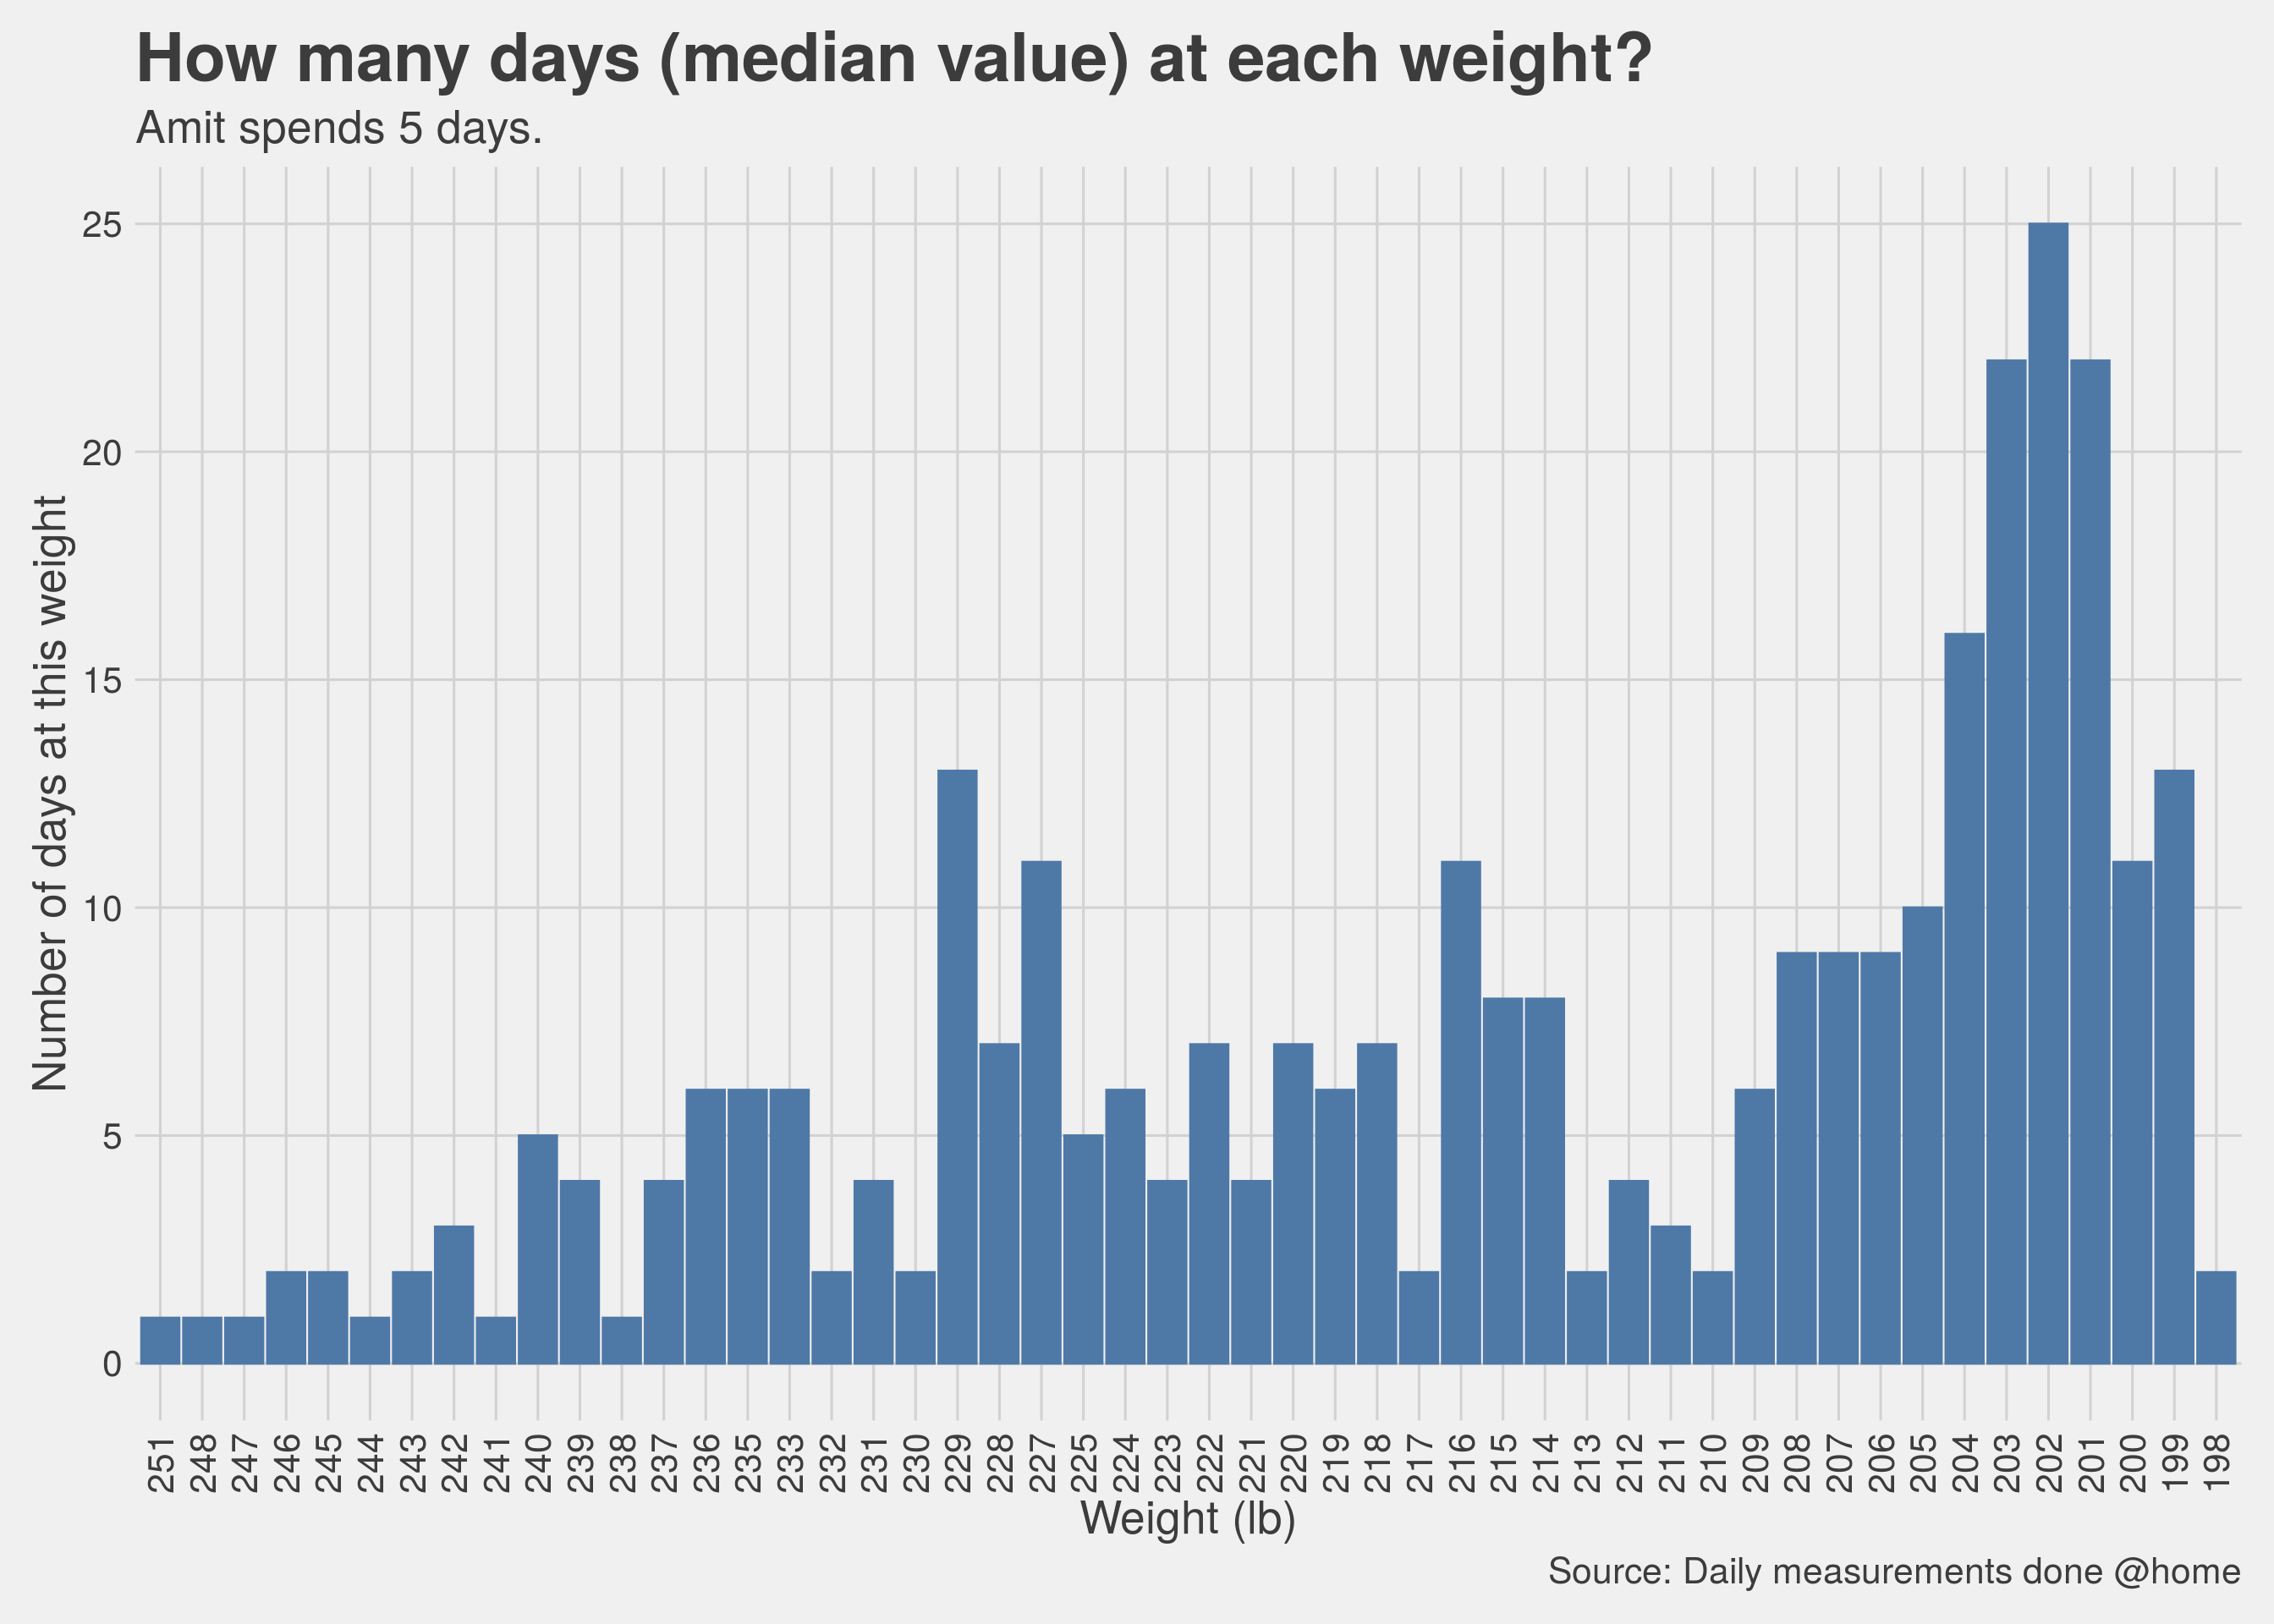 How many days (median value) at each weight?
Amit spends 5 days.
25
20
15
10
5
0
Number of days at this weight
251 248 247 246 245 244 243 242 241 240 239 238 237 236 235 233 232 231 230 229 228 227 225 224 223 222 221 220 219 218 217 216 215 214 213 212 211 210 209 208 207 206 205 204 203 202 201 200 199 198
Weight (lb)
Source: Daily measurements done @home